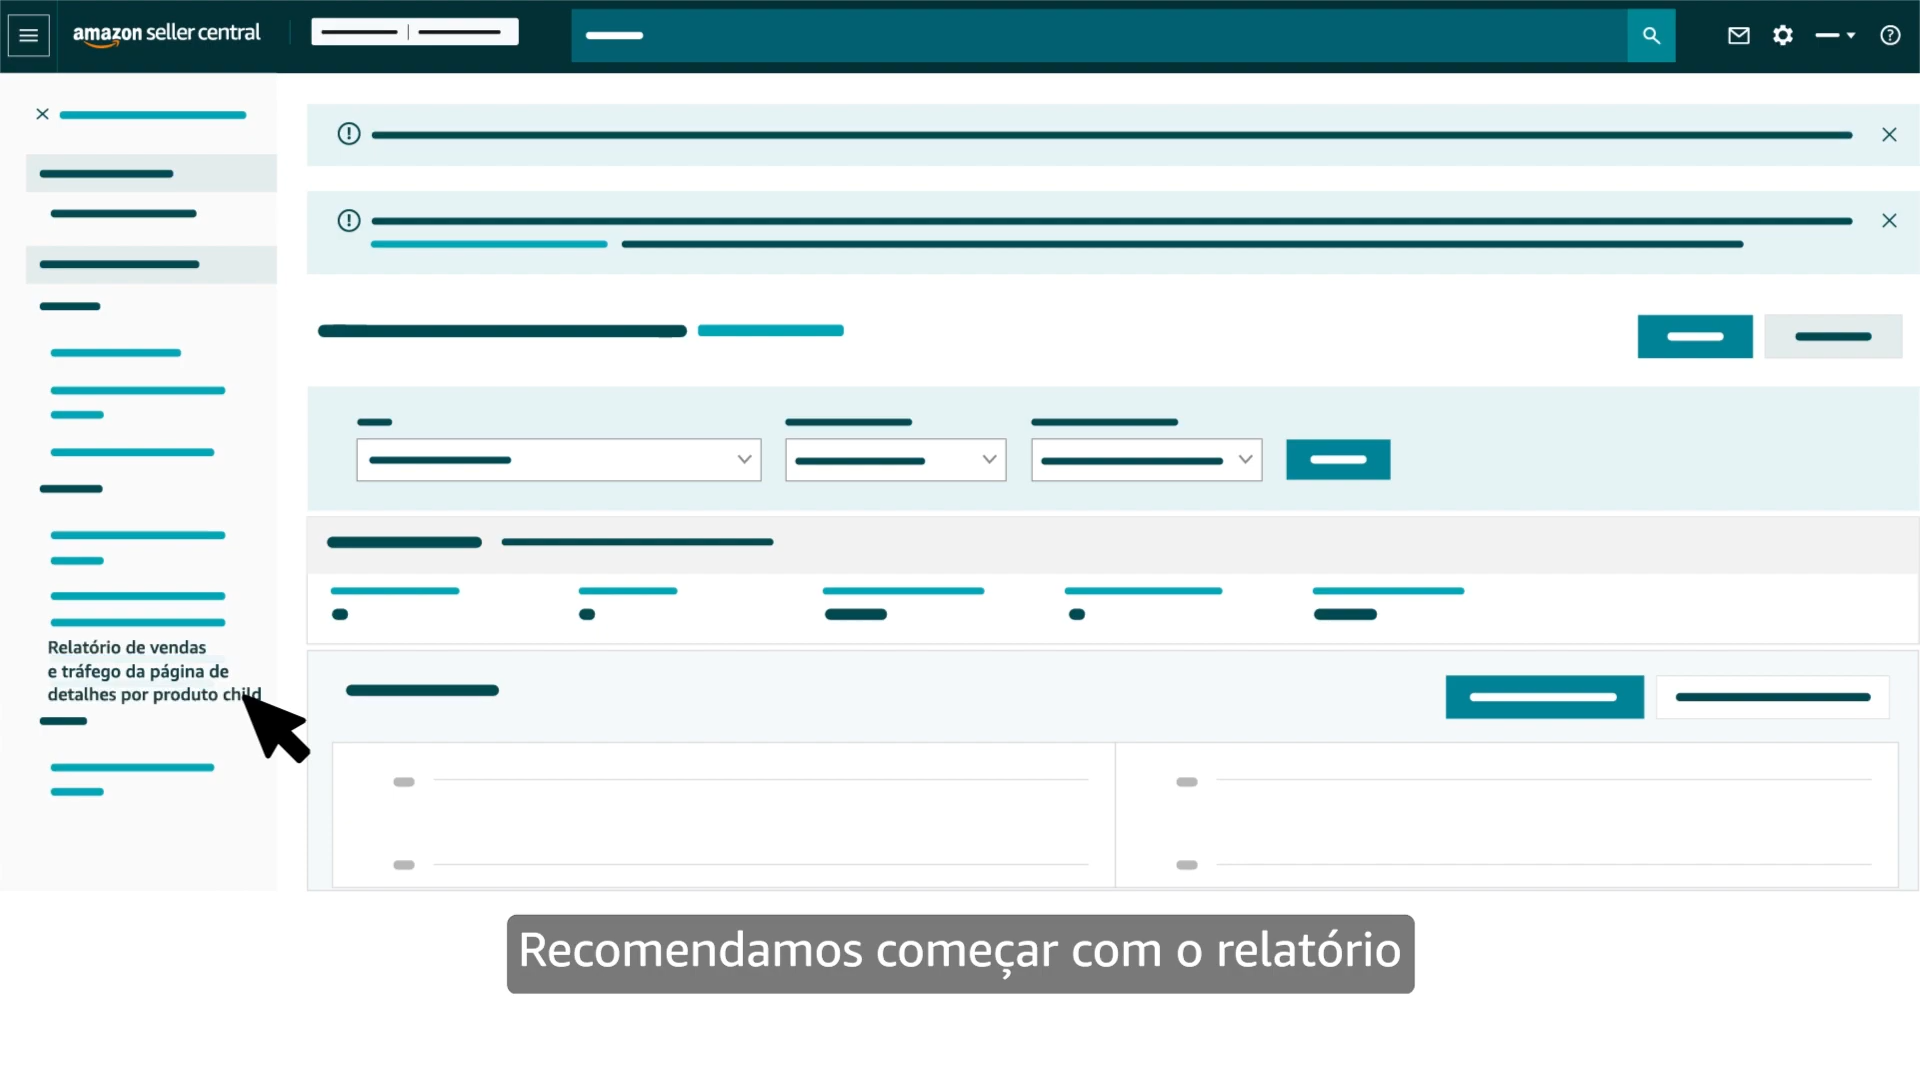 amazon seller central
Relatório de vendas
e tráfego da página de
detalhes por produto child
Recomendamos começar com o relatório